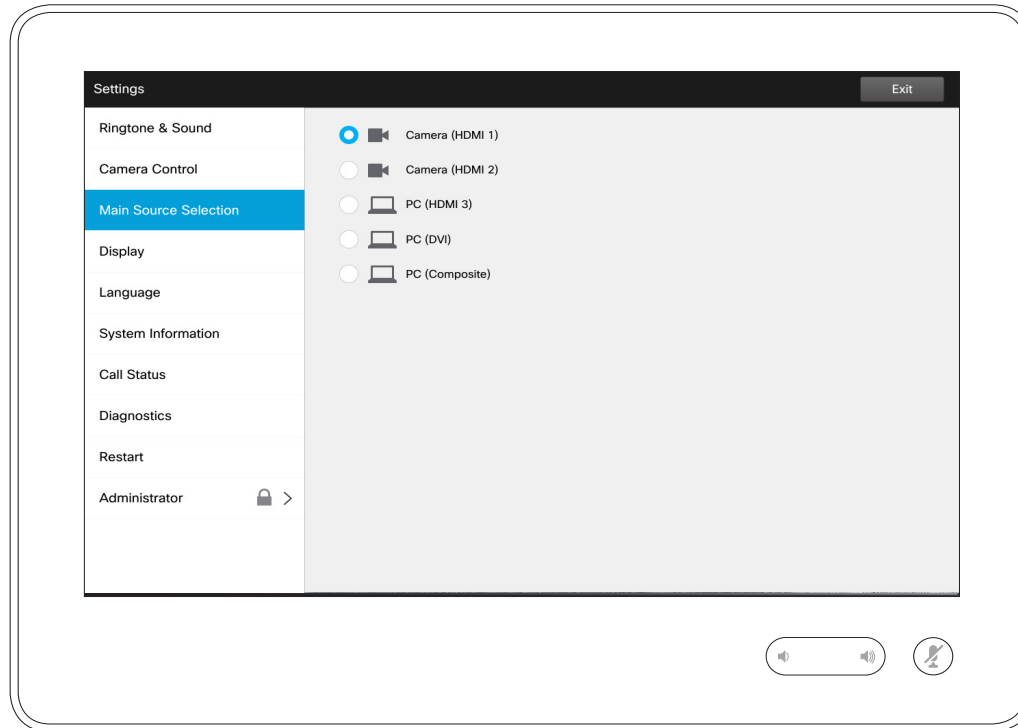 Settings
Exit
Ringtone & Sound
Camera Control
Main Source Selection
Display
Language
System Information
Call Status
Diagnostics
Restart
Administrator
Camera (HDMI 1)
Camera (HDMI 2)
PC (HDMI 3)
PC (DVI)
PC (Composite)